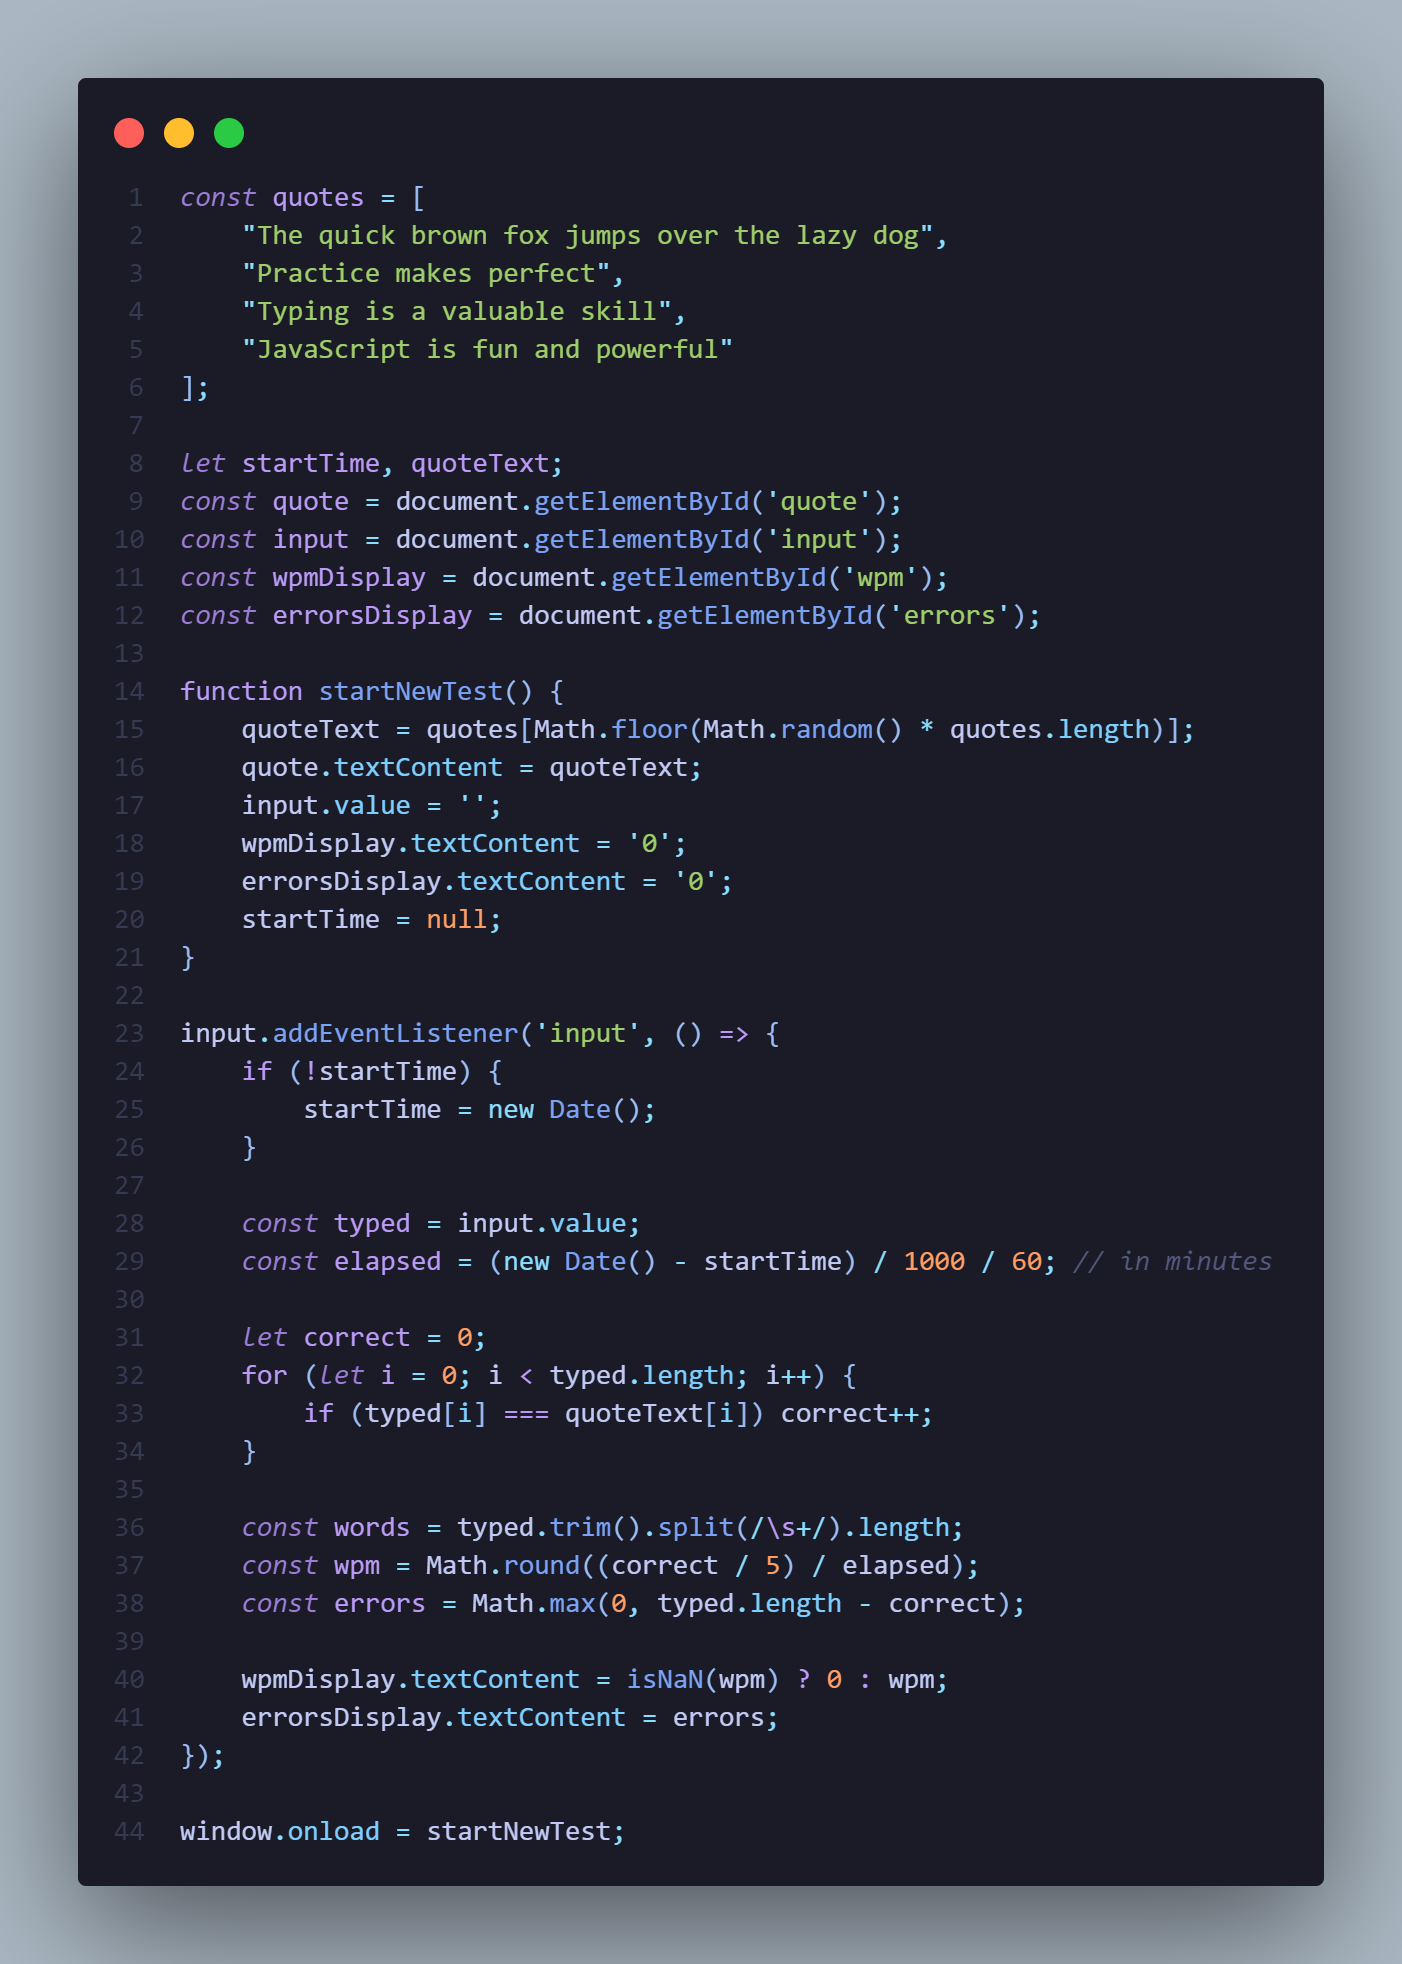 1 const quotes = [
2     "The quick brown fox jumps over the lazy dog",
3     "Practice makes perfect",
4     "Typing is a valuable skill",
5     "JavaScript is fun and powerful"
6 ];
7
8 let startTime, quoteText;
9 const quote = document.getElementById('quote');
10 const input = document.getElementById('input');
11 const wpmDisplay = document.getElementById('wpm');
12 const errorsDisplay = document.getElementById('errors');
13
14 function startNewTest() {
15     quoteText = quotes[Math.floor(Math.random() * quotes.length)];
16     quote.textContent = quoteText;
17     input.value = '';
18     wpmDisplay.textContent = '0';
19     errorsDisplay.textContent = '0';
20     startTime = null;
21 }
22
23 input.addEventListener('input', () => {
24     if (!startTime) {
25         startTime = new Date();
26     }
27
28     const typed = input.value;
29     const elapsed = (new Date() - startTime) / 1000 / 60; // in minutes
30
31     let correct = 0;
32     for (let i = 0; i < typed.length; i++) {
33         if (typed[i] === quoteText[i]) correct++;
34     }
35
36     const words = typed.trim().split(/\s+/).length;
37     const wpm = Math.round((correct / 5) / elapsed);
38     const errors = Math.max(0, typed.length - correct);
39
40     wpmDisplay.textContent = isNaN(wpm) ? 0 : wpm;
41     errorsDisplay.textContent = errors;
42 });
43
44 window.onload = startNewTest;